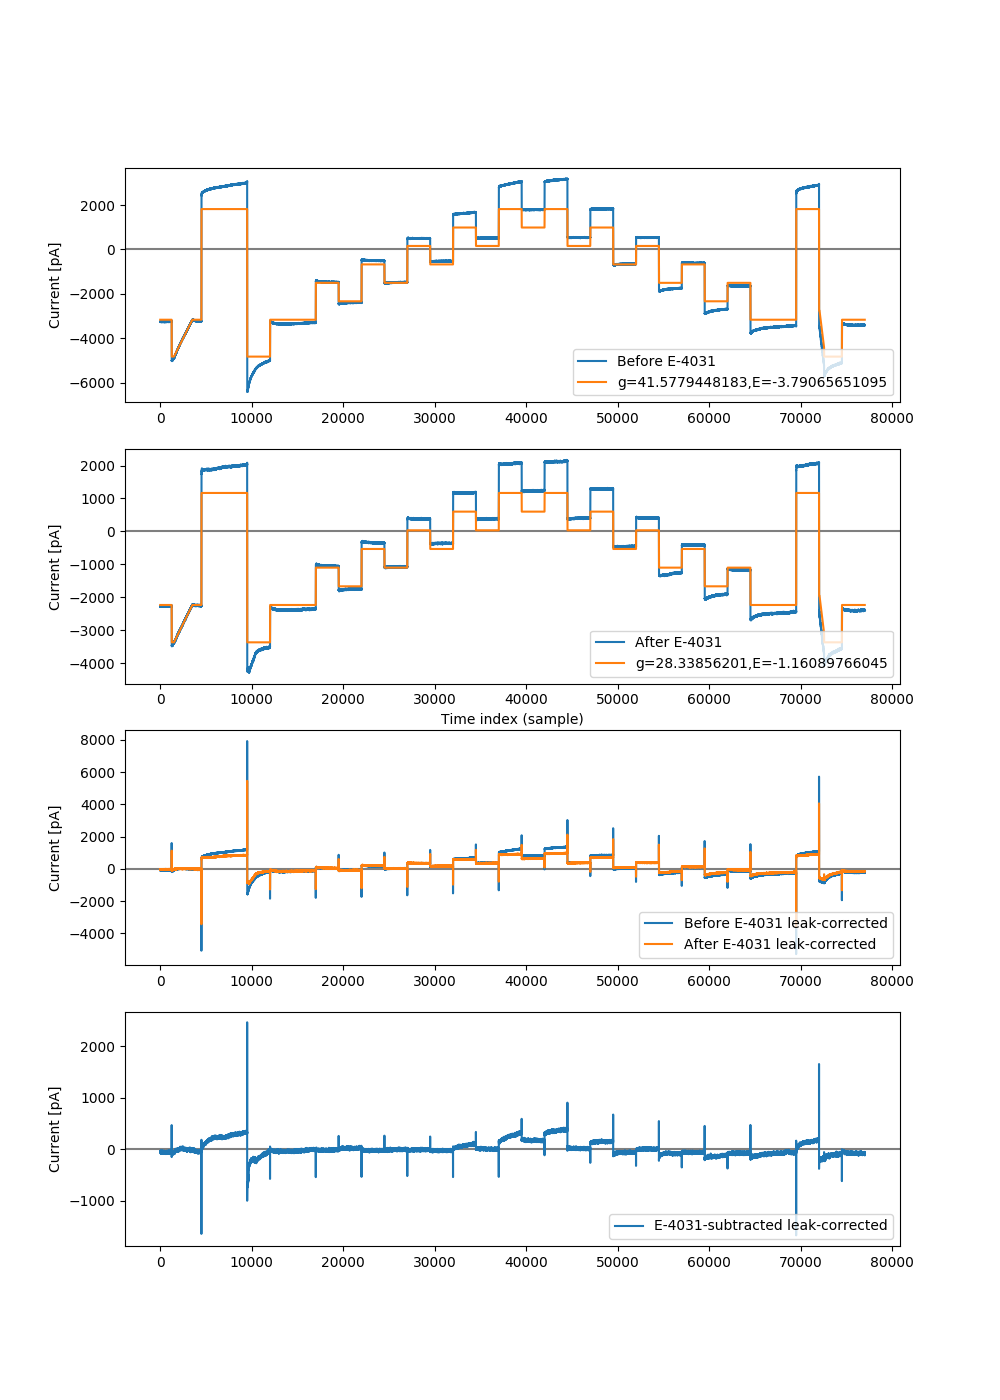 2000
0
−2000
−4000
−6000
Current [pA]
Before E-4031
g=41.5779448183,E=-3.79065651095
0 10000 20000 30000 40000 50000 60000 70000 80000
2000
1000
0
−1000
−2000
−3000
−4000
Current [pA]
After E-4031
g=28.33856201,E=-1.16089766045
0 10000 20000 30000 40000 50000 60000 70000 80000
Time index (sample)
8000
6000
4000
2000
0
−2000
−4000
Current [pA]
Before E-4031 leak-corrected
After E-4031 leak-corrected
0 10000 20000 30000 40000 50000 60000 70000 80000
2000
1000
0
−1000
Current [pA]
E-4031-subtracted leak-corrected
0 10000 20000 30000 40000 50000 60000 70000 80000